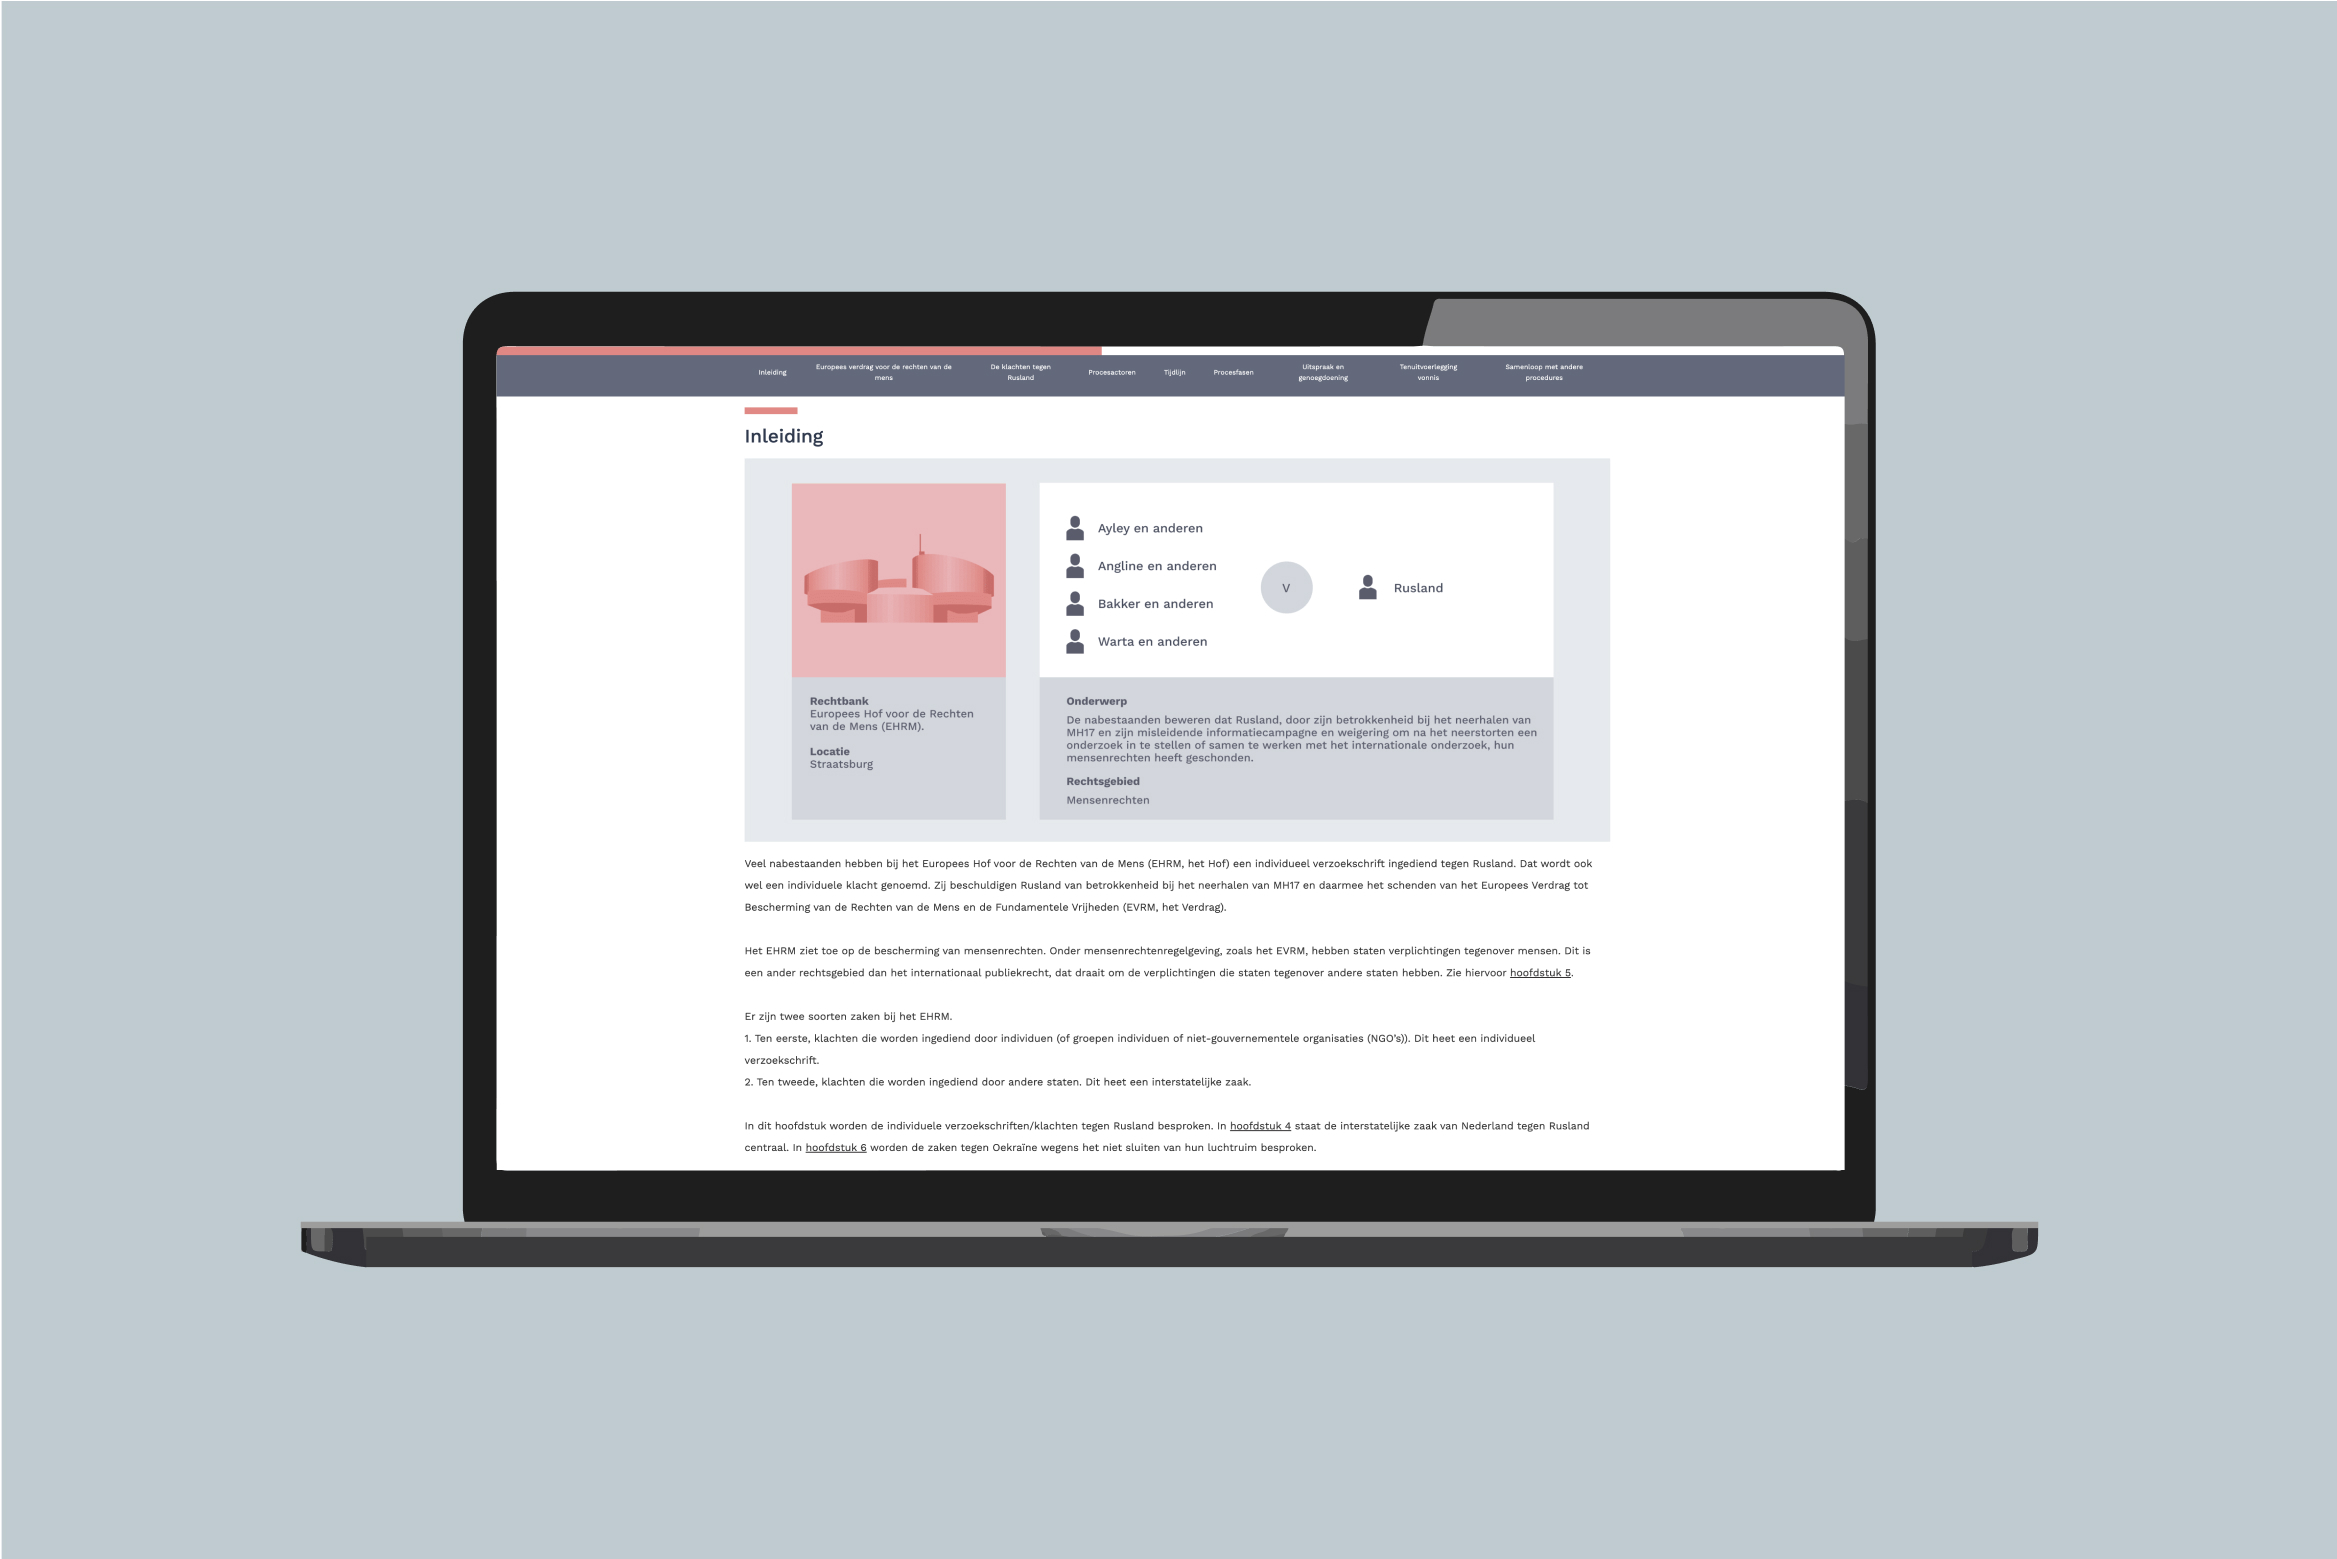 Inleiding
Europees verdrag voor de rechten van de
mens
De klachten tegen
Rusland
Procesactoren
Tijdlijn
Procesfasen
Uitspraak en
genoegdoening
Tenuitvoerlegging
vonnis
Samenloop met andere
procedures
Inleiding
Ayley en anderen
Angline en anderen
Bakker en anderen
Warta en anderen
V
Rusland
Rechtbank
Europees Hof voor de Rechten
van de Mens (EHRM).
Locatie
Straatsburg
Onderwerp
De nabestaanden beweren dat Rusland, door zijn betrokkenheid bij het neerhalen van
MH17 en zijn misleidende informatiecampagne en weigering om na het neerstorten een
onderzoek in te stellen of samen te werken met het internationale onderzoek, hun
mensenrechten heeft geschonden.
Rechtsgebied
Mensenrechten
Veel nabestaanden hebben bij het Europees Hof voor de Rechten van de Mens (EHRM, het Hof) een individueel verzoekschrift ingediend tegen Rusland. Dat wordt ook
wel een individuele klacht genoemd. Zij beschuldigen Rusland van betrokkenheid bij het neerhalen van MH17 en daarmee het schenden van het Europees Verdrag tot
Bescherming van de Rechten van de Mens en de Fundamentele Vrijheden (EVRM, het Verdrag).
Het EHRM ziet toe op de bescherming van mensenrechten. Onder mensenrechtenregelgeving, zoals het EVRM, hebben staten verplichtingen tegenover mensen. Dit is
een ander rechtsgebied dan het internationaal publiekrecht, dat draait om de verplichtingen die staten tegenover andere staten hebben. Zie hiervoor hoofdstuk 5.
Er zijn twee soorten zaken bij het EHRM.
1. Ten eerste, klachten die worden ingediend door individuen (of groepen individuen of niet-gouvernementele organisaties (NGO's)). Dit heet een individueel
verzoekschrift.
2. Ten tweede, klachten die worden ingediend door andere staten. Dit heet een interstatelijke zaak.
In dit hoofdstuk worden de individuele verzoekschriften/klachten tegen Rusland besproken. In hoofdstuk 4 staat de interstatelijke zaak van Nederland tegen Rusland
centraal. In hoofdstuk 6 worden de zaken tegen Oekraïne wegens het niet sluiten van hun luchtruim besproken.